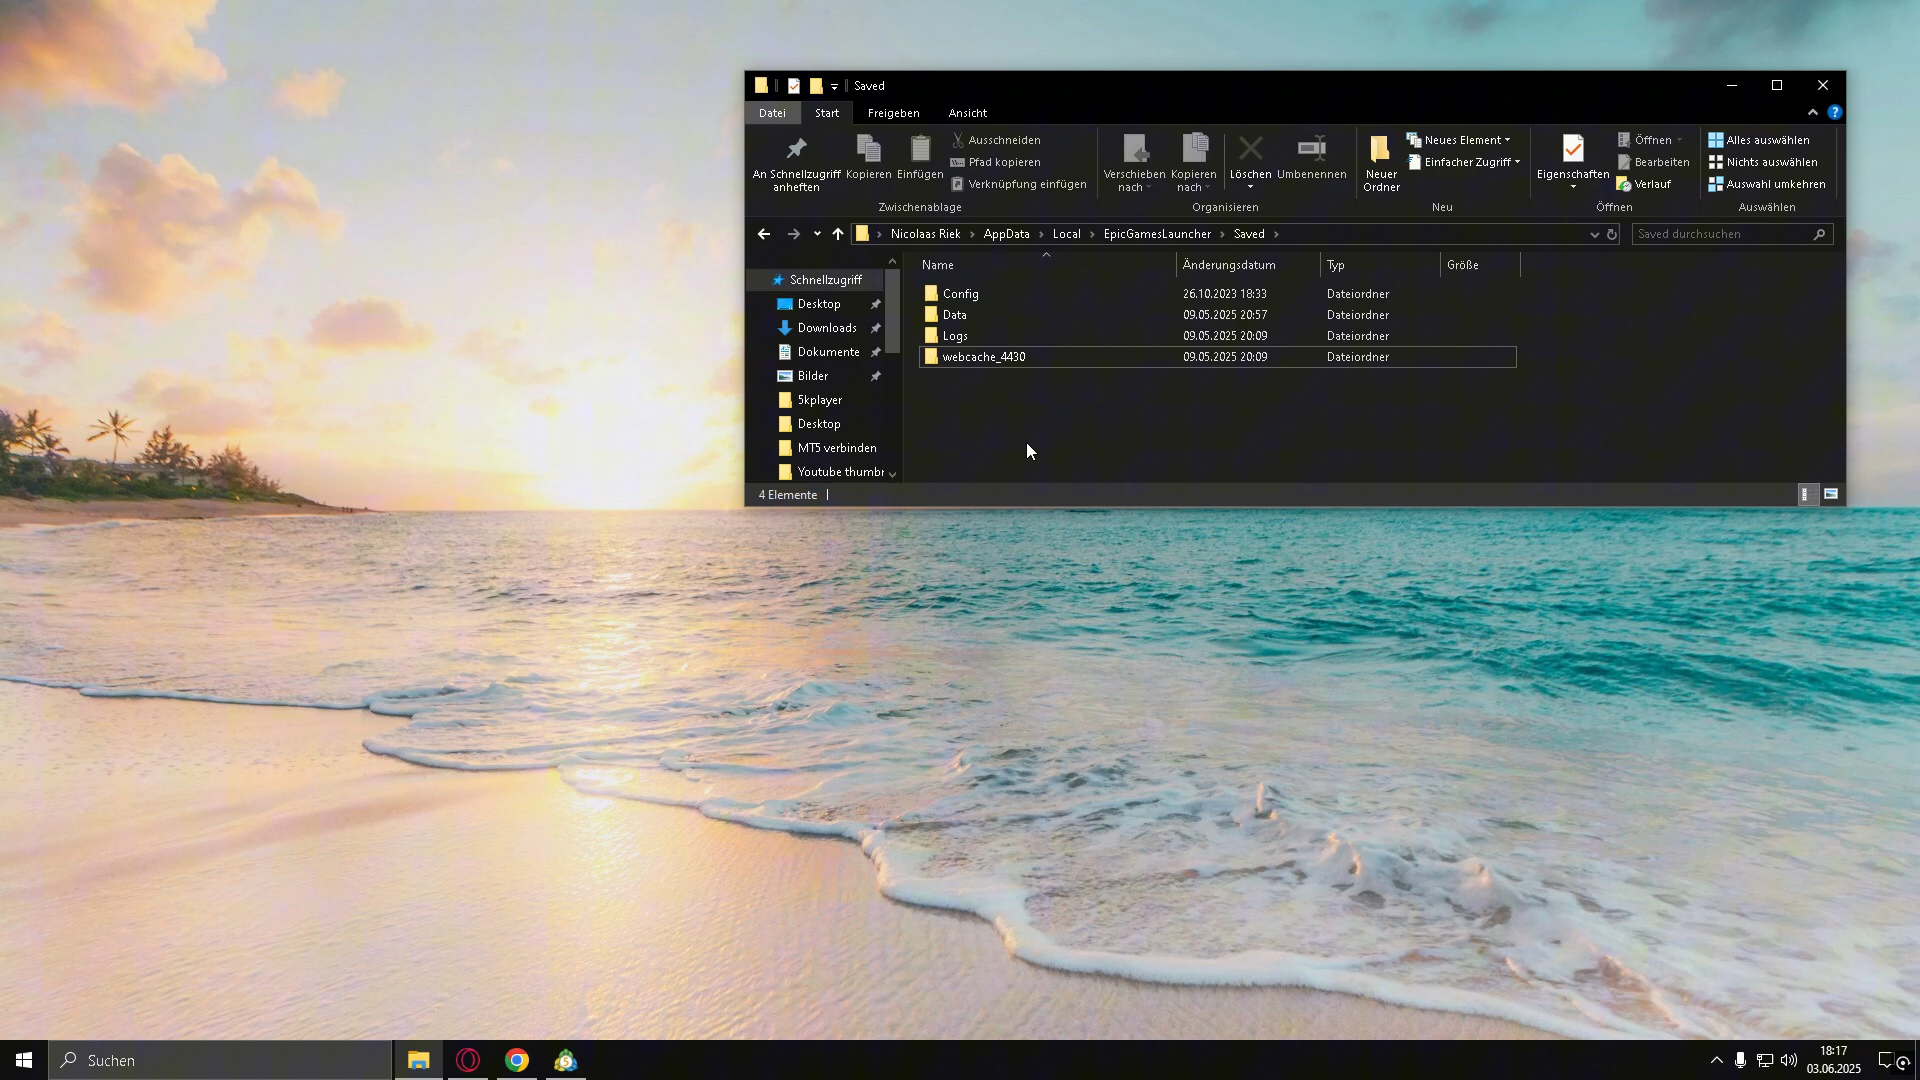 Saved
Datei Start Freigeben Ansicht
An Schnellzugriff anheften
Kopieren
Einfügen
Ausschneiden
Pfad kopieren
Verknüpfung einfügen
Zwischenablage
Verschieben nach
Kopieren nach
Löschen
Umbenennen
Organisieren
Neuer Ordner
Neues Element
Einfacher Zugriff
Neu
Eigenschaften
Öffnen
Bearbeiten
Verlauf
Öffnen
Alles auswählen
Nichts auswählen
Auswahl umkehren
Auswählen
Nicolaas Riek > AppData > Local > EpicGamesLauncher > Saved >
Saved durchsuchen
Schnellzugriff
Desktop
Downloads
Dokumente
Bilder
5kplayer
Desktop
MT5 verbinden
Youtube thumbr
Name Änderungsdatum Typ Größe
Config 26.10.2023 18:33 Dateiordner
Data 09.05.2025 20:57 Dateiordner
Logs 09.05.2025 20:09 Dateiordner
webcache_4430 09.05.2025 20:09 Dateiordner
4 Elemente
Suchen
18:17
03.06.2025